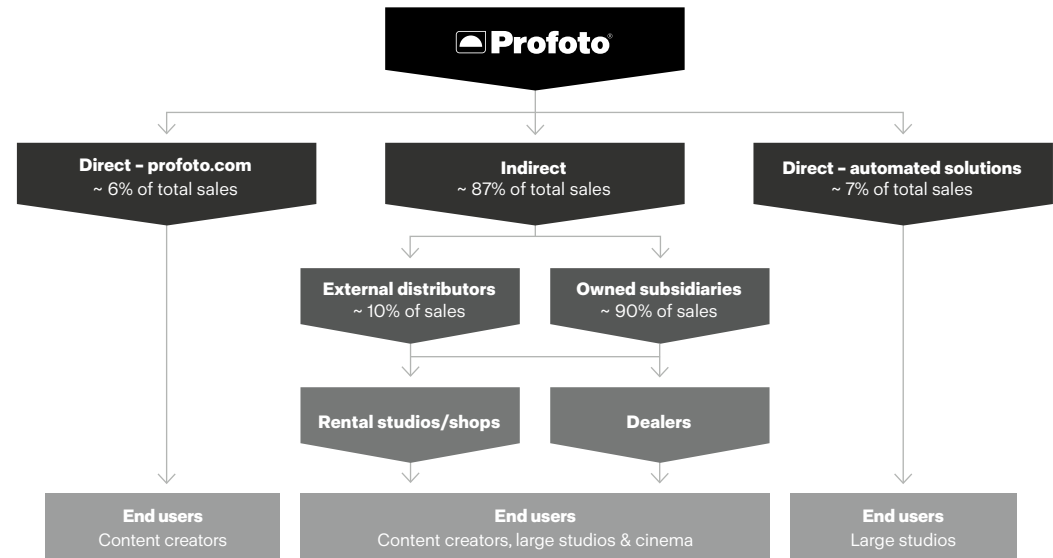 Profoto®
Direct – profoto.com
~ 6% of total sales
Indirect
~ 87% of total sales
Direct – automated solutions
~ 7% of total sales
External distributors
~ 10% of sales
Owned subsidiaries
~ 90% of sales
Rental studios/shops
Dealers
End users
Content creators
End users
Content creators, large studios & cinema
End users
Large studios